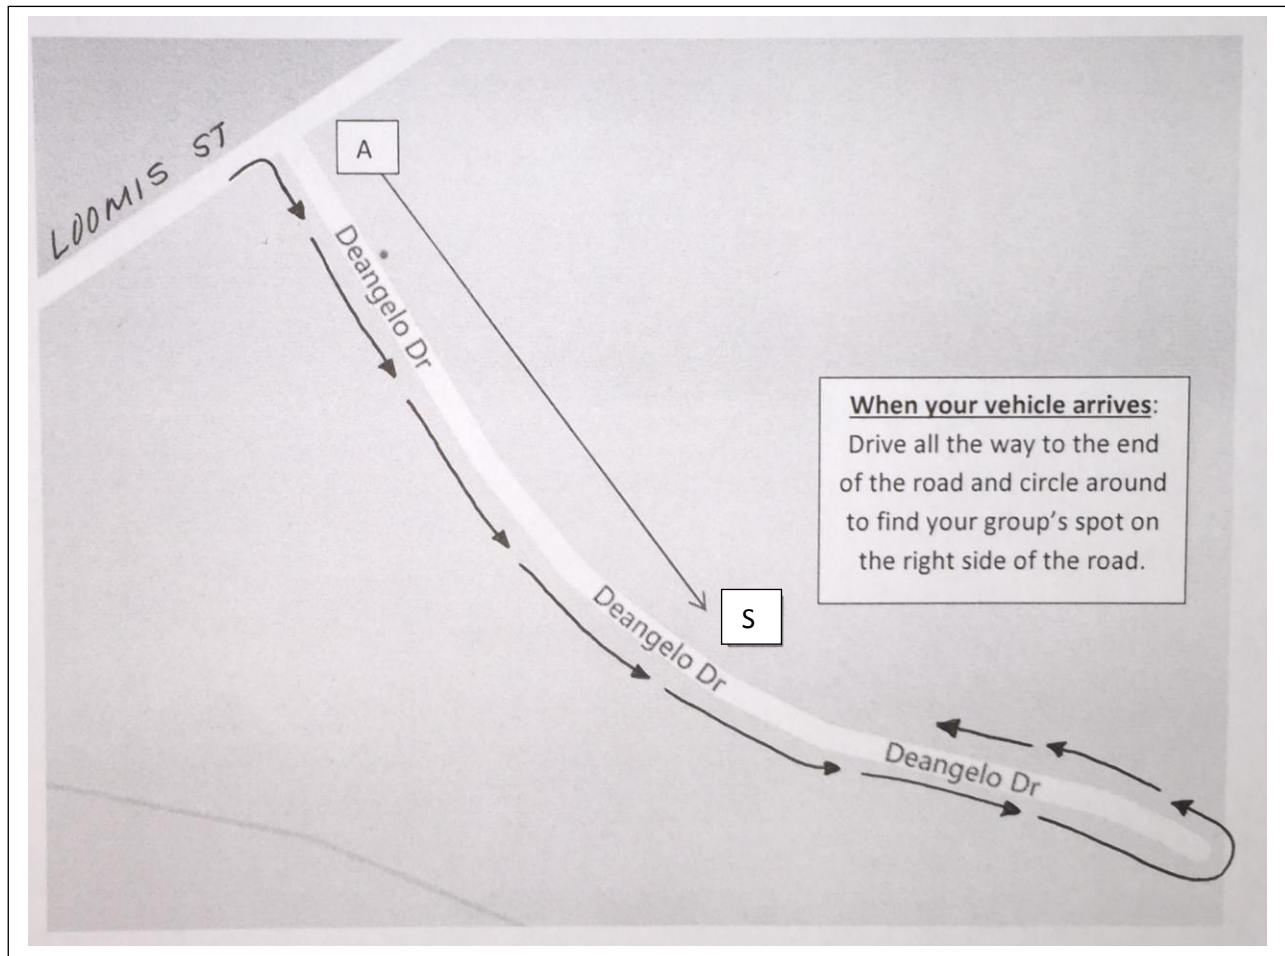 LOOMIS ST
A
Deangelo Dr
When your vehicle arrives:
Drive all the way to the end
of the road and circle around
to find your group's spot on
the right side of the road.
S
Deangelo Dr
Deangelo Dr